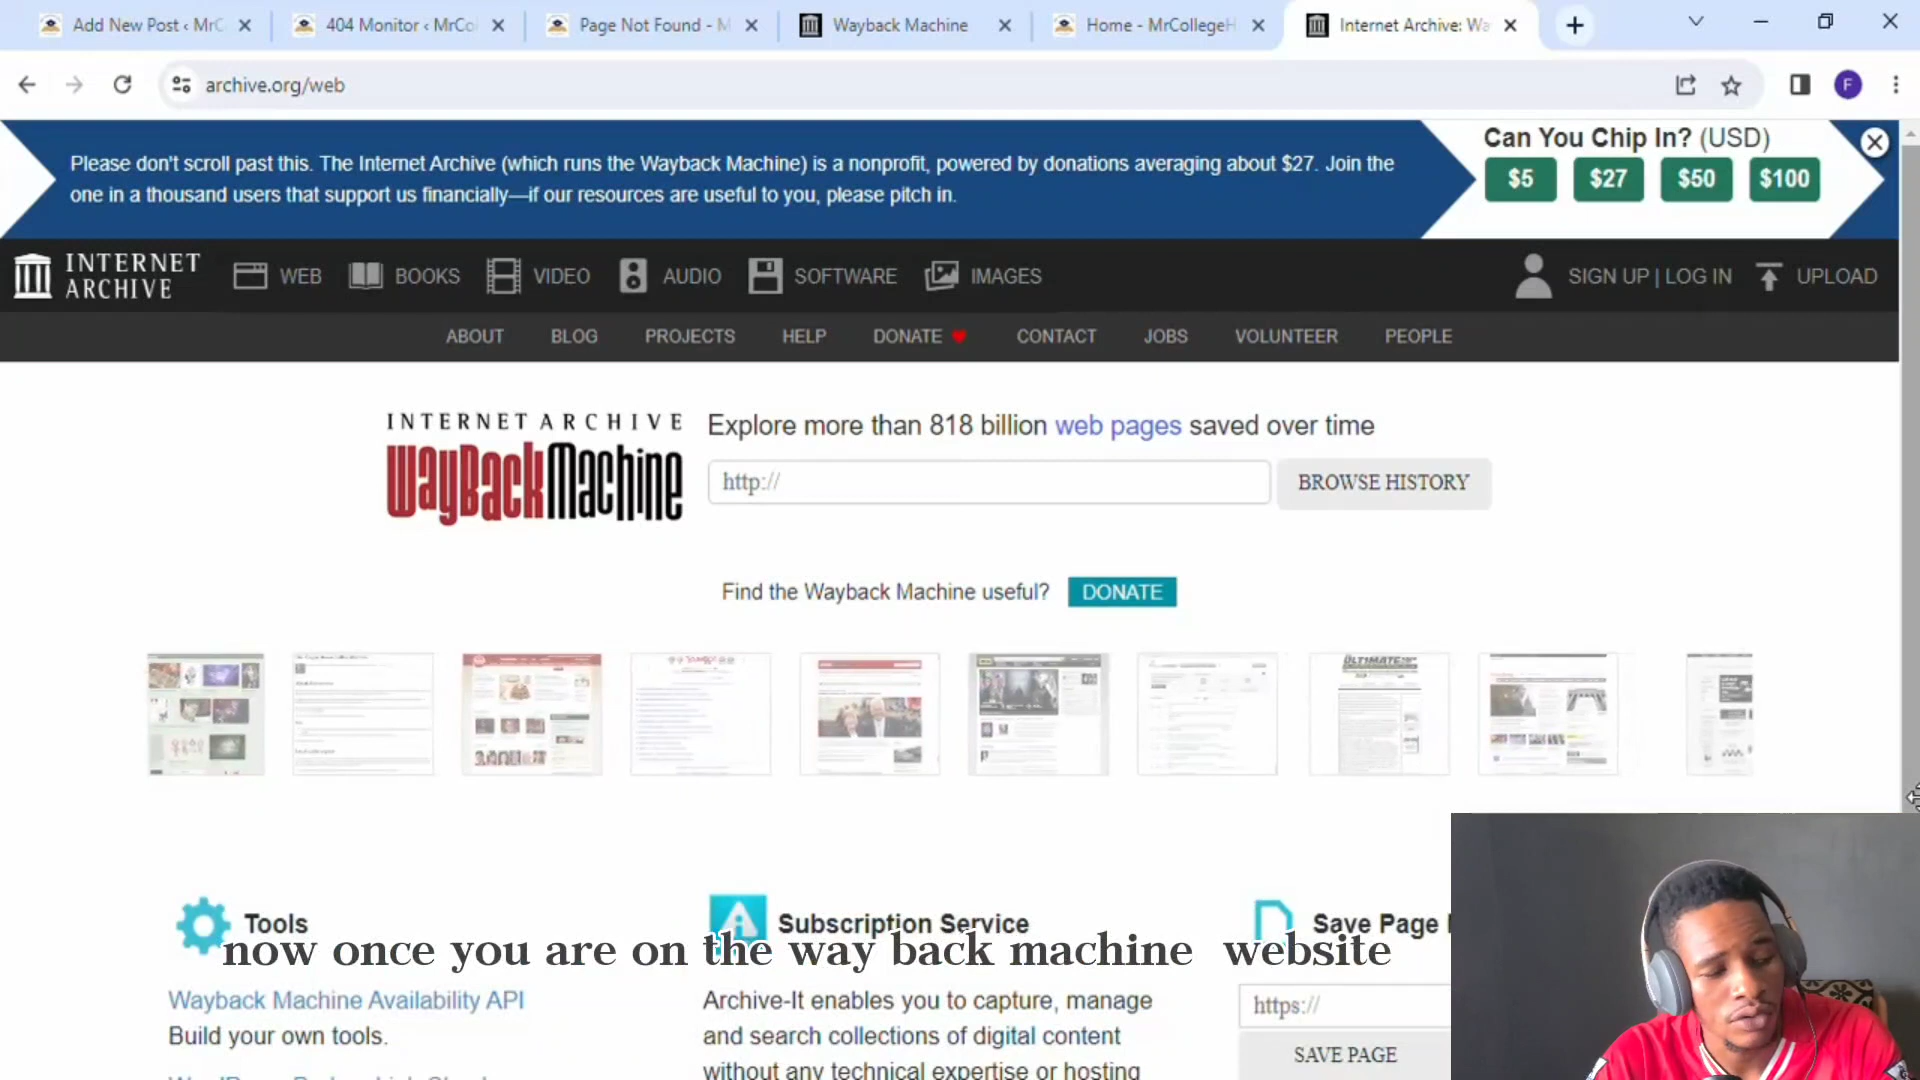 Add New Post ‹ MrC
404 Monitor ‹ MrCol
Page Not Found - M
Wayback Machine
Home - MrCollegeH
Internet Archive: Wa
archive.org/web
F
Please don't scroll past this. The Internet Archive (which runs the Wayback Machine) is a nonprofit, powered by donations averaging about $27. Join the
one in a thousand users that support us financially—if our resources are useful to you, please pitch in.
Can You Chip In? (USD)
$5 $27 $50 $100
INTERNET
ARCHIVE
WEB BOOKS VIDEO AUDIO SOFTWARE IMAGES
SIGN UP | LOG IN UPLOAD
ABOUT BLOG PROJECTS HELP DONATE CONTACT JOBS VOLUNTEER PEOPLE
INTERNET ARCHIVE
WayBackMachine
Explore more than 818 billion web pages saved over time
http://
BROWSE HISTORY
Find the Wayback Machine useful? DONATE
Tools
Subscription Service
Save Page
now once you are on the way back machine website
Wayback Machine Availability API
Build your own tools.
Archive-It enables you to capture, manage
and search collections of digital content
without any technical expertise or hosting
https://
SAVE PAGE